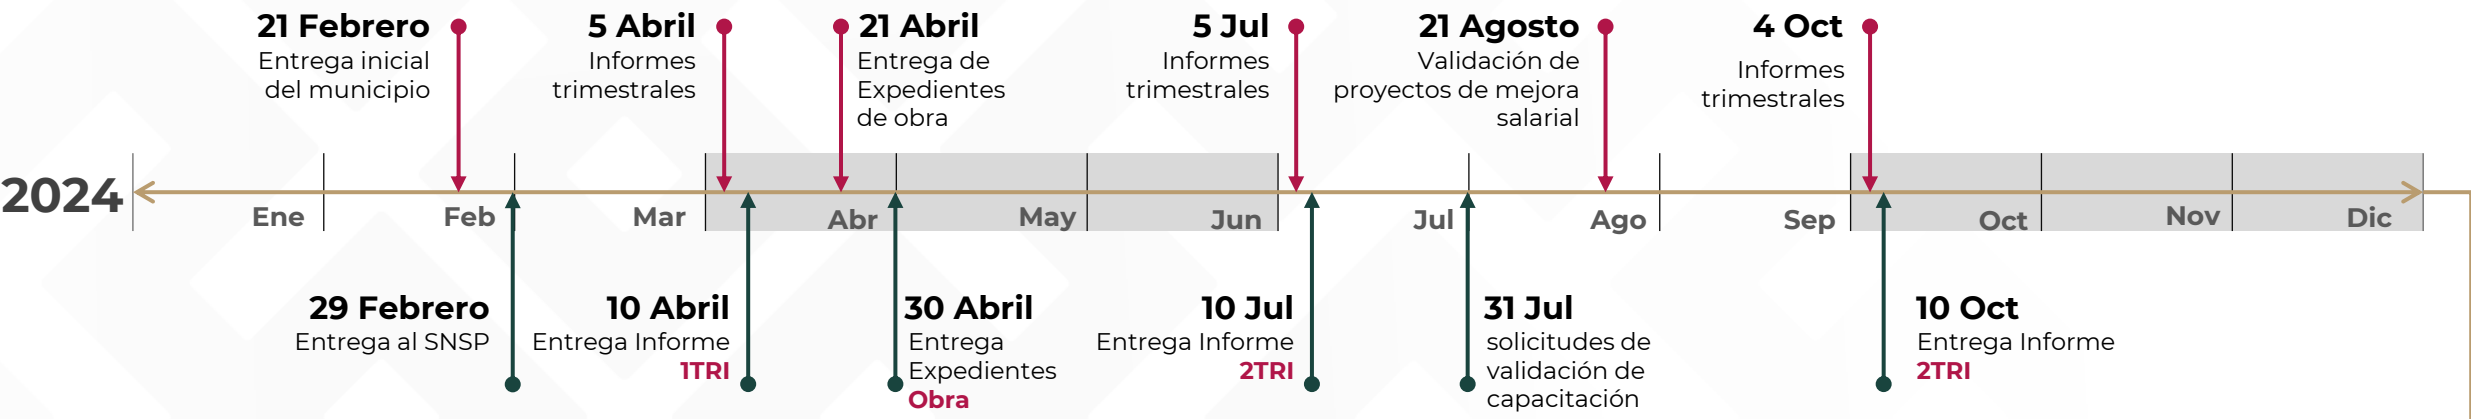 21 Febrero
Entrega inicial
del municipio
5 Abril
Informes
trimestrales
21 Abril
Entrega de
Expedientes
de obra
5 Jul
Informes
trimestrales
21 Agosto
Validación de
proyectos de mejora
salarial
4 Oct
Informes
trimestrales
2024
Ene
Feb
Mar
Abr
May
Jun
Jul
Ago
Sep
Oct
Nov
Dic
29 Febrero
Entrega al SNSP
10 Abril
Entrega Informe
1TRI
30 Abril
Entrega
Expedientes
Obra
10 Jul
Entrega Informe
2TRI
31 Jul
solicitudes de
validación de
capacitación
10 Oct
Entrega Informe
2TRI